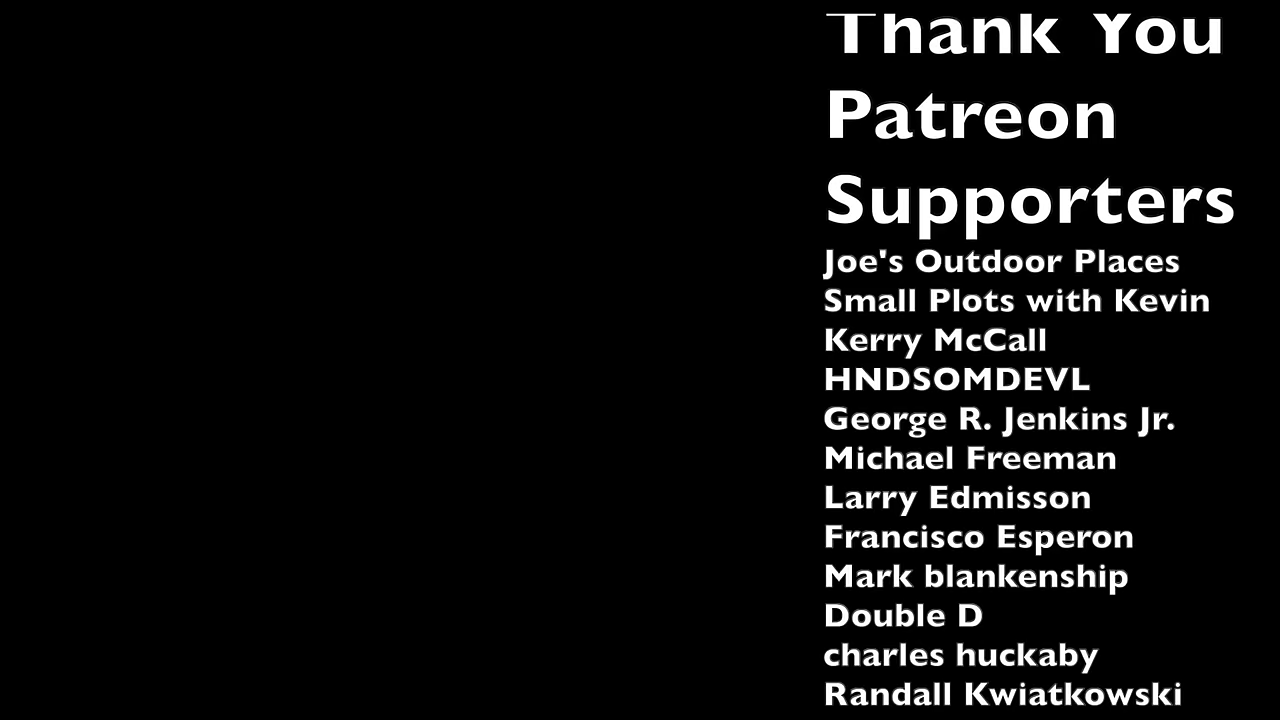 Thank You
Patreon
Supporters
Joe's Outdoor Places
Small Plots with Kevin
Kerry McCall
HNDSOMDEVL
George R. Jenkins Jr.
Michael Freeman
Larry Edmisson
Francisco Esperon
Mark blankenship
Double D
charles huckaby
Randall Kwiatkowski